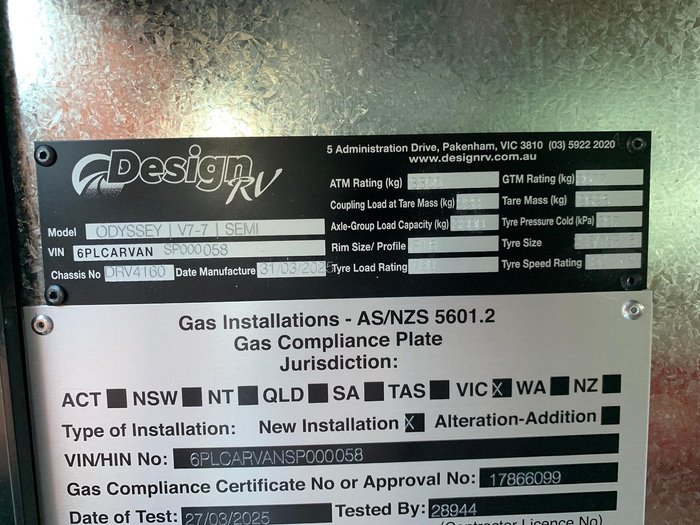 Design RV
5 Administration Drive, Pakenham, VIC 3810 (03) 5922 2020
www.designrv.com.au
Model ODYSSEY | V7-7 | SEMI
VIN 6PLCARVAN SP000058
Chassis No DRV4160 Date Manufacture 31/03/2025
ATM Rating (kg) GTM Rating (kg)
Coupling Load at Tare Mass (kg) Tare Mass (kg)
Axle-Group Load Capacity (kg) Tyre Pressure Cold (kPa)
Rim Size/ Profile Tyre Size
Tyre Load Rating Tyre Speed Rating
Gas Installations - AS/NZS 5601.2
Gas Compliance Plate
Jurisdiction:
ACT NSW NT QLD SA TAS VIC X WA NZ
Type of Installation: New Installation X Alteration-Addition
VIN/HIN No: 6PLCARVANSP000058
Gas Compliance Certificate No or Approval No: 17866099
Date of Test: 27/03/2025 Tested By: 28944
(Contractor Licence No)